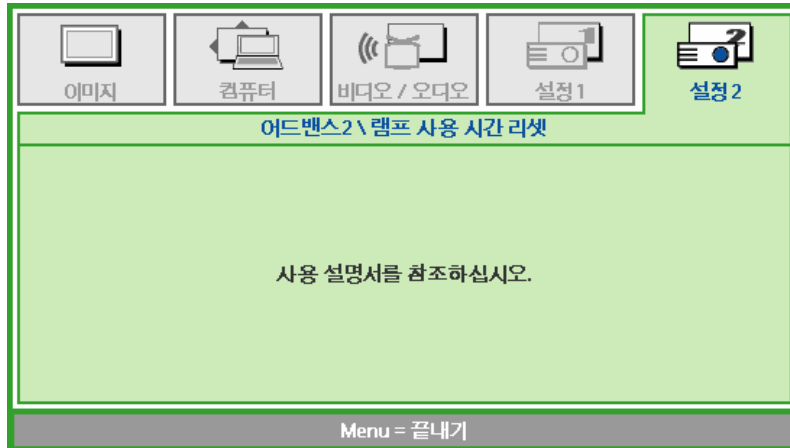 이미지
컴퓨터
비디오 / 오디오
설정 1
2
설정 2
어드밴스2 \ 램프 사용 시간 리셋
사용 설명서를 참조하십시오.
Menu = 끝내기